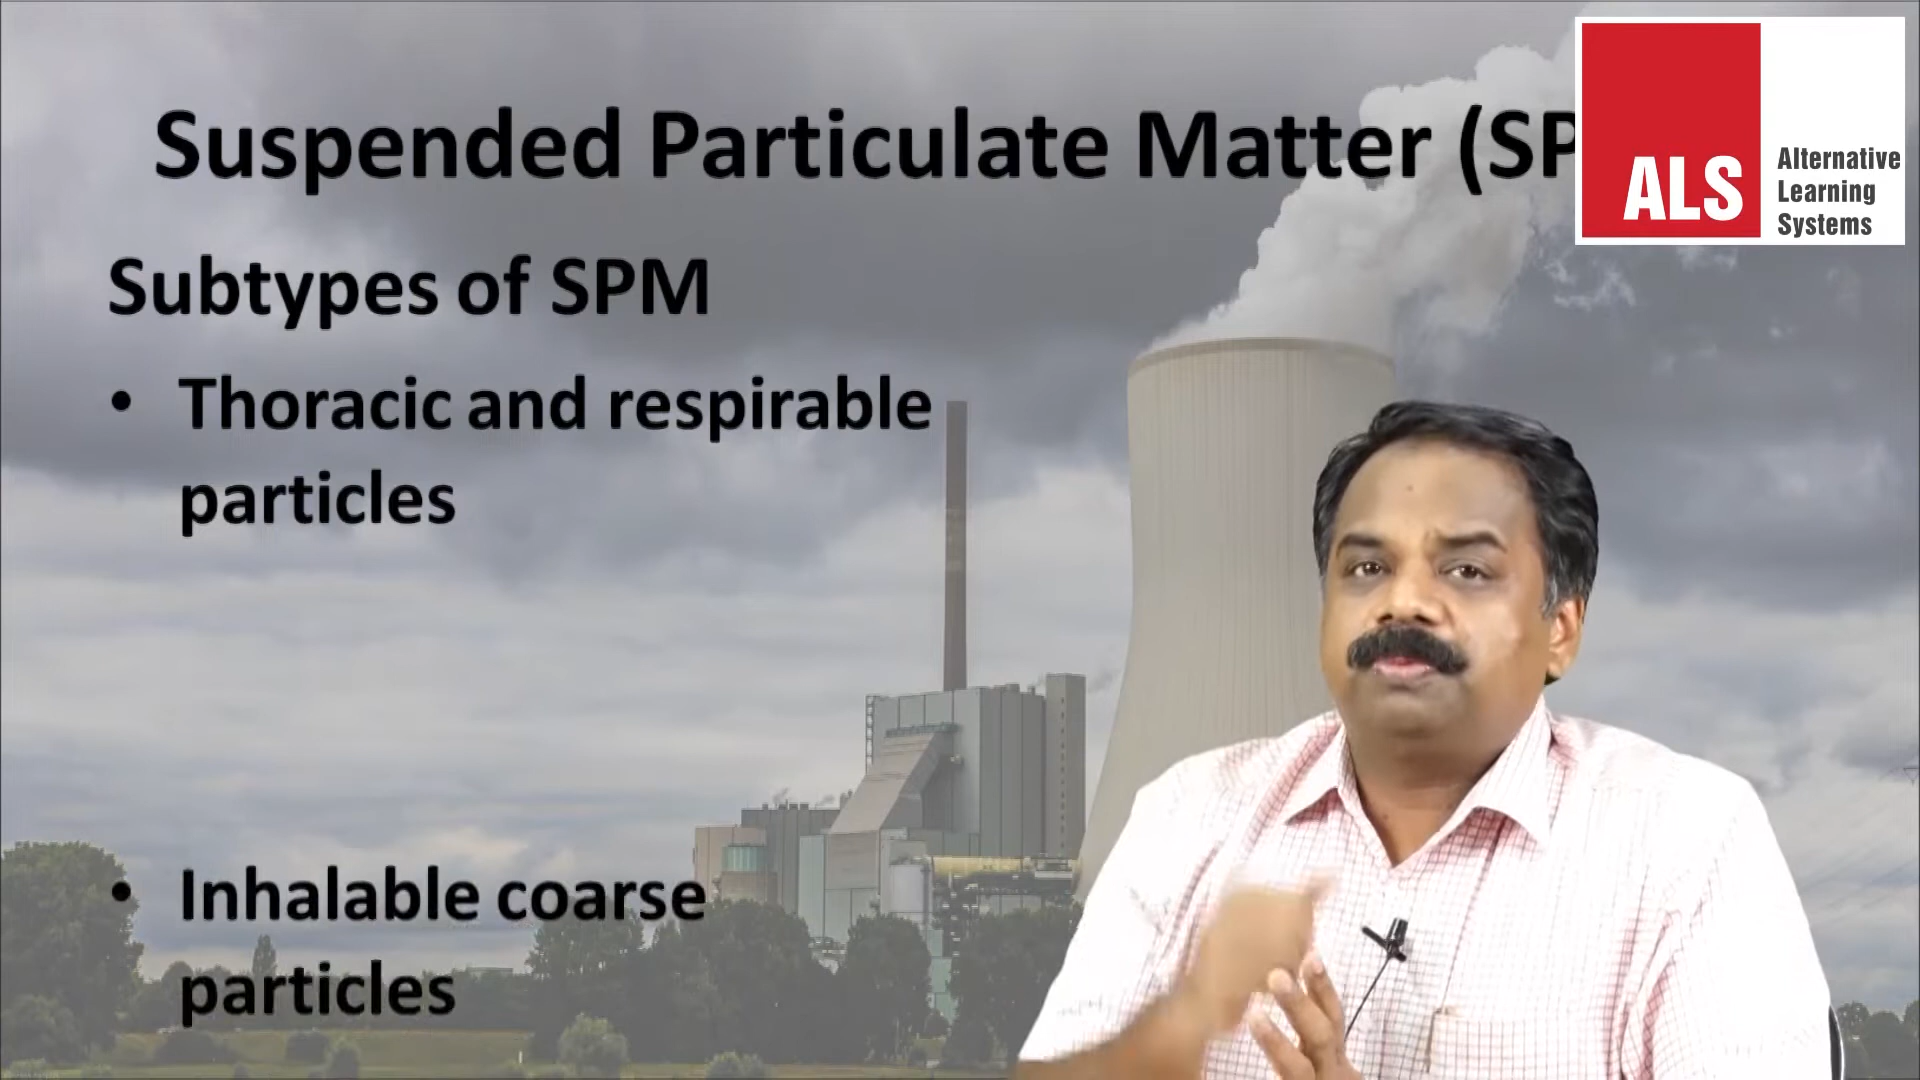 Suspended Particulate Matter (SP
ALS
Alternative
Learning
Systems
Subtypes of SPM
• Thoracic and respirable
particles
• Inhalable coarse
particles